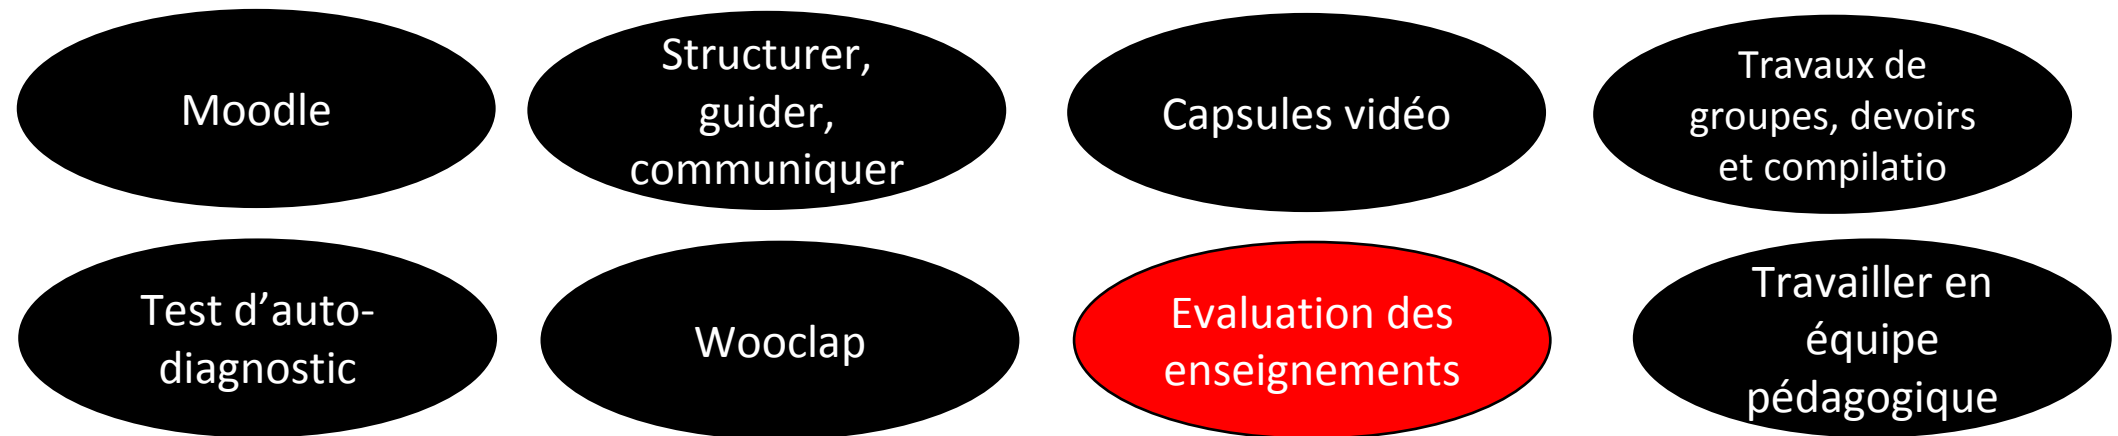 Moodle
Structurer,
guider,
communiquer
Capsules vidéo
Travaux de
groupes, devoirs
et compilatio
Test d’auto-
diagnostic
Wooclap
Evaluation des
enseignements
Travailler en
équipe
pédagogique